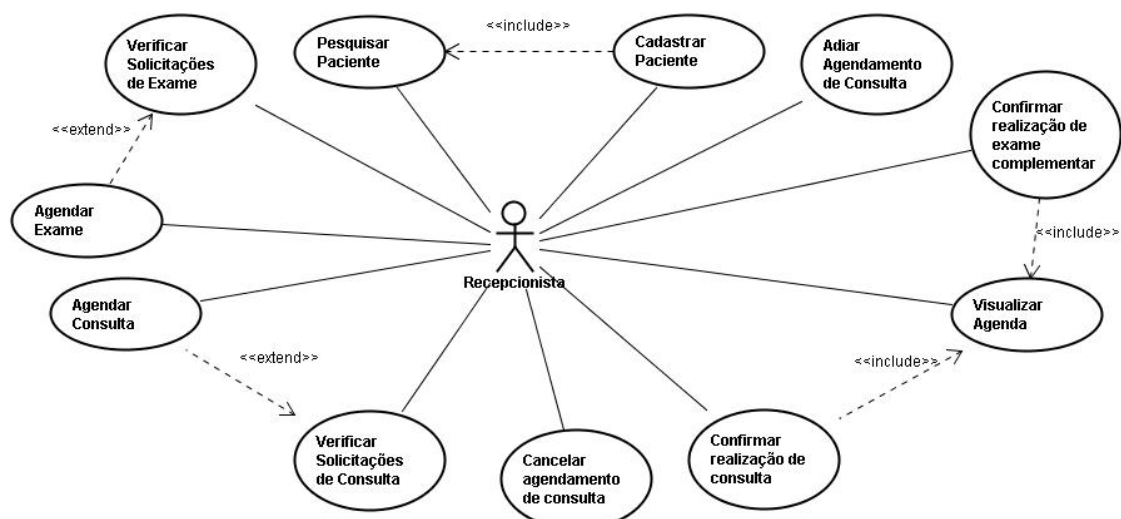 Verificar
Solicitações
de Exame
Pesquisar
Paciente
<<include>>
Cadastrar
Paciente
Adiar
Agendamento
de Consulta
Confirmar
realização de
exame
complementar
<<extend>>
Agendar
Exame
Recepcionista
<<include>>
Agendar
Consulta
Visualizar
Agenda
<<extend>>
<<include>>
Verificar
Solicitações
de Consulta
Cancelar
agendamento
de consulta
Confirmar
realização de
consulta